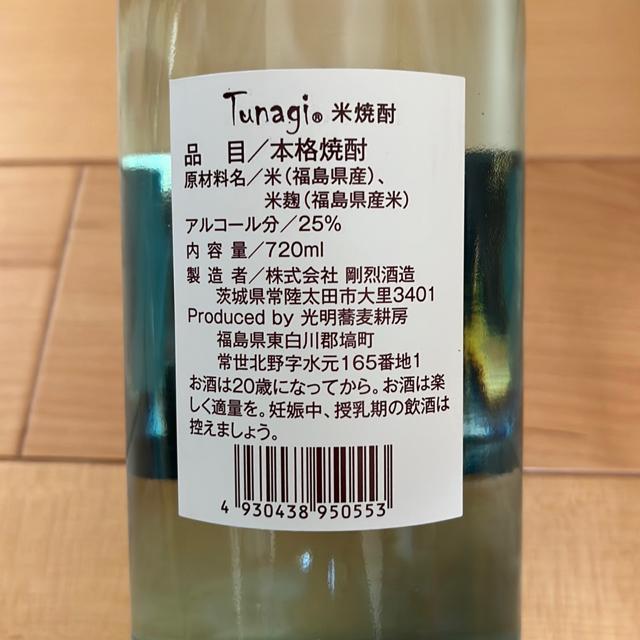 Tunagi® 米焼酎
品目/本格焼酎
原材料名/米(福島県産)、
米麹(福島県産米)
アルコール分/25%
内容量/720ml
製造者/株式会社 剛烈酒造
茨城県常陸太田市大里3401
Produced by 光明蕎麦耕房
福島県東白川郡塙町
常世北野字水元165番地1
お酒は20歳になってから。お酒は楽
しく適量を。妊娠中、授乳期の飲酒は
控えましょう。
4 930438 950553